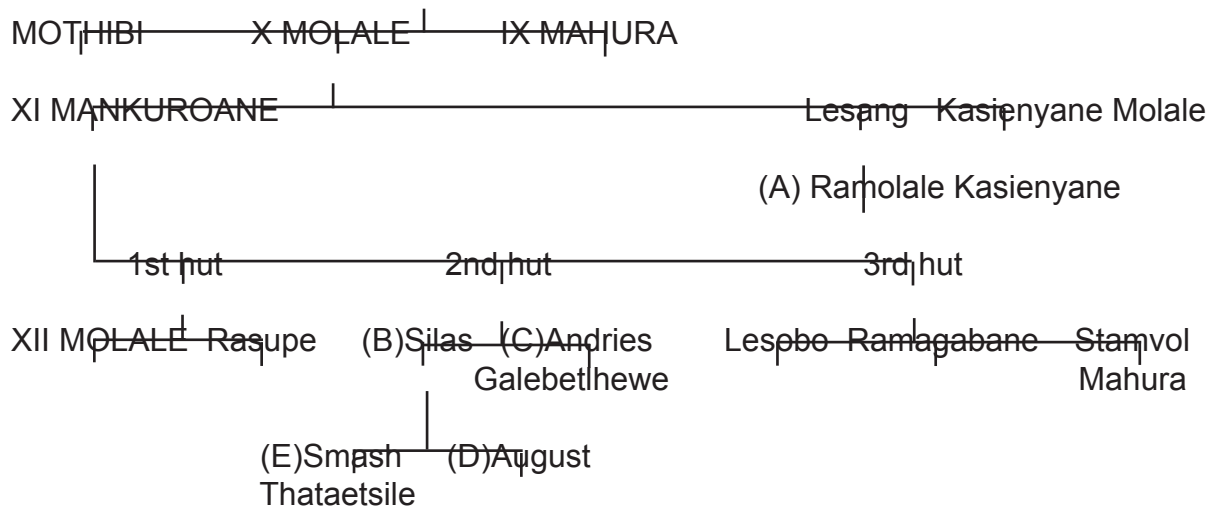 MOTHIBI X MOLALE IX MAHURA
XI MANKUROANE Lesang Kasienyane Molale
(A) Ramolale Kasienyane
1st hut 2nd hut 3rd hut
XII MOLALE Rasupe (B)Silas (C)Andries Lesobo Ramagabane Stamvol
Galebetlhewe Mahura
(E)Smash (D)August
Thataetsile